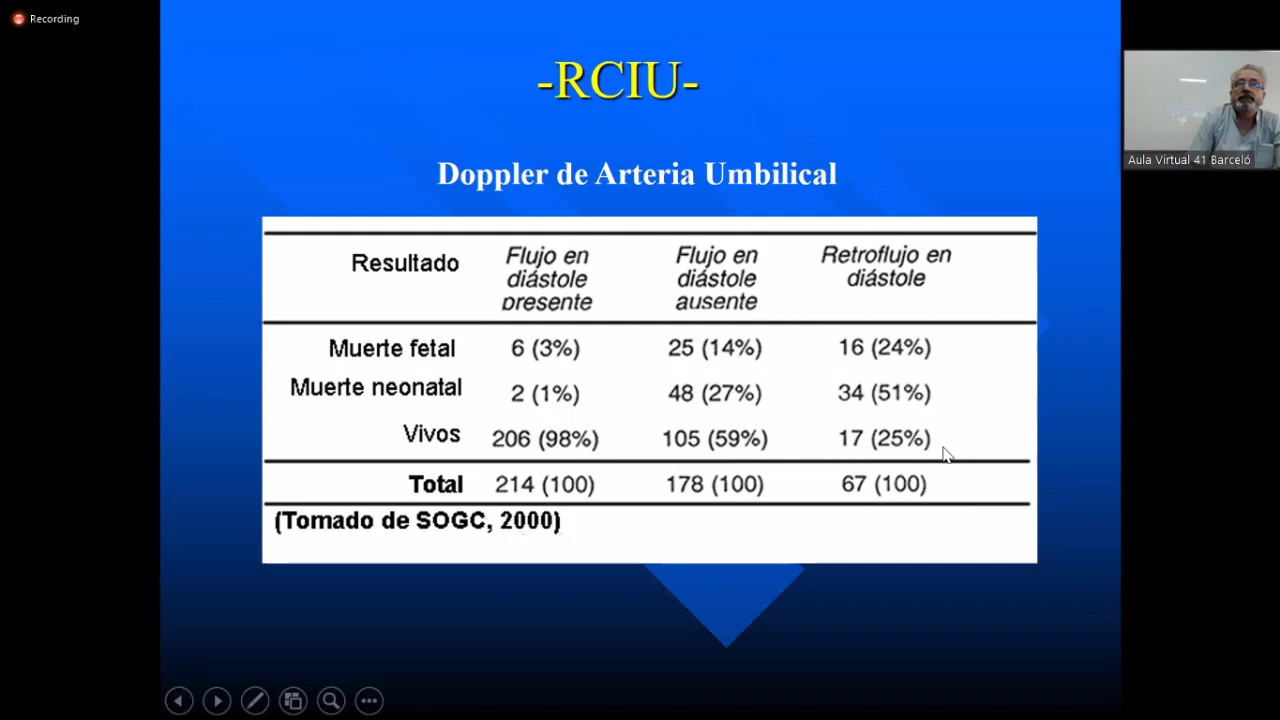 Recording
-RCIU-
Aula Virtual 41 Barceló
Doppler de Arteria Umbilical
Resultado Flujo en diástole presente Flujo en diástole ausente Retroflujo en diástole
Muerte fetal 6 (3%) 25 (14%) 16 (24%)
Muerte neonatal 2 (1%) 48 (27%) 34 (51%)
Vivos 206 (98%) 105 (59%) 17 (25%)
Total 214 (100) 178 (100) 67 (100)
(Tomado de SOGC, 2000)